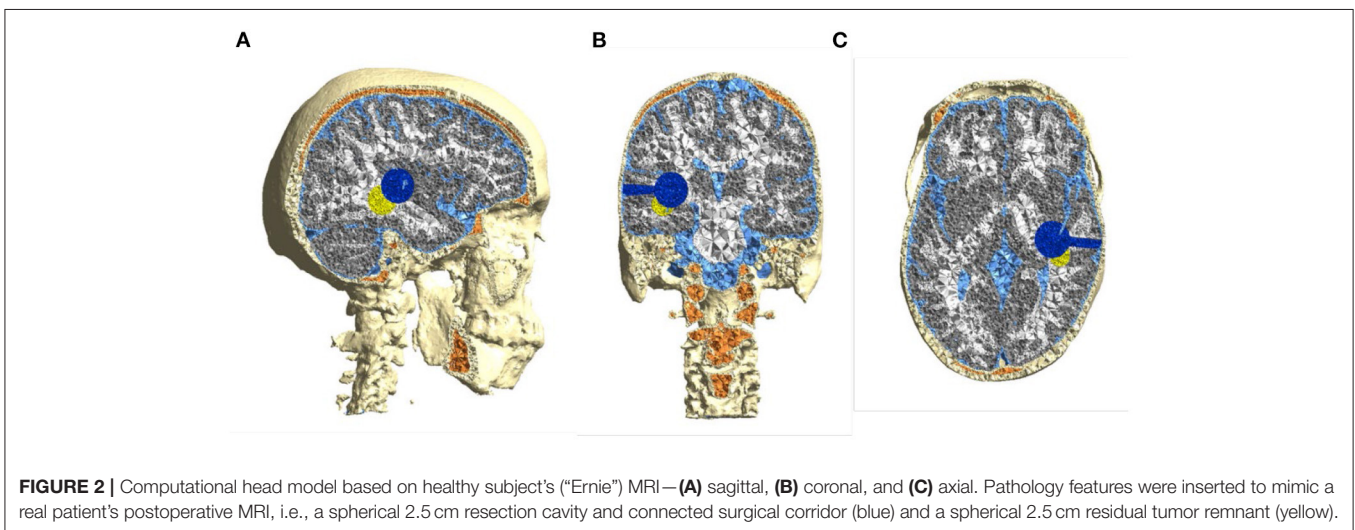 A B C
FIGURE 2 | Computational head model based on healthy subject's (“Ernie”) MRI—(A) sagittal, (B) coronal, and (C) axial. Pathology features were inserted to mimic a
real patient's postoperative MRI, i.e., a spherical 2.5 cm resection cavity and connected surgical corridor (blue) and a spherical 2.5 cm residual tumor remnant (yellow).